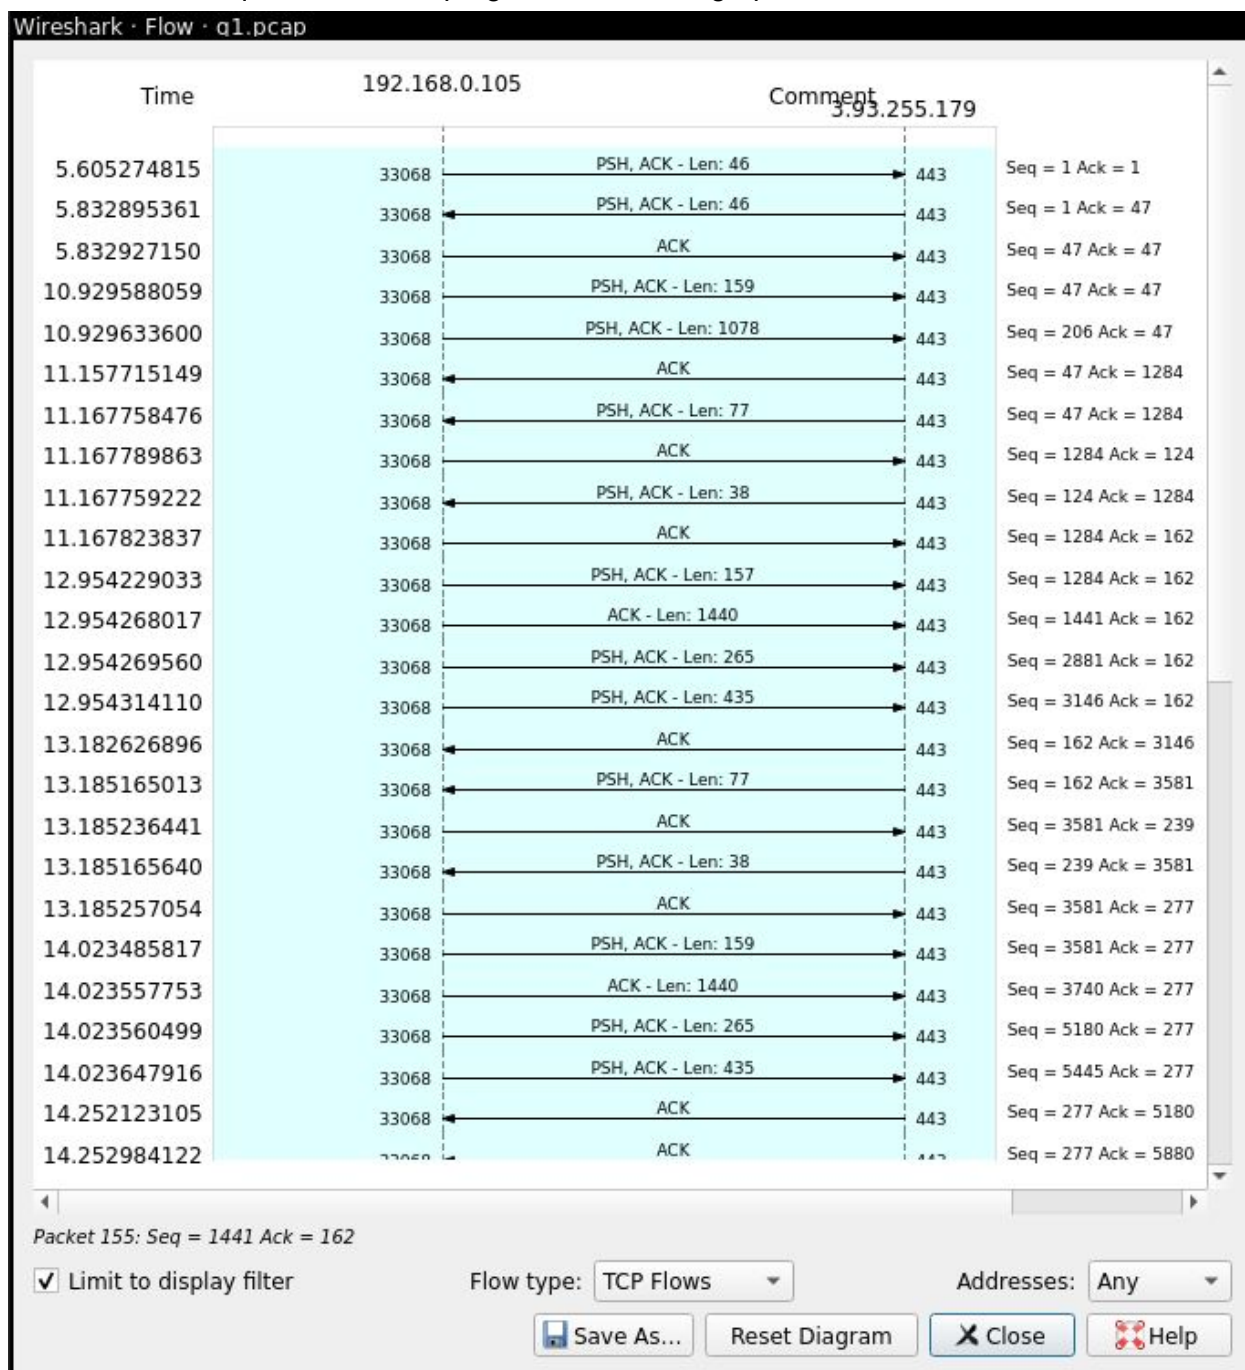 Wireshark · Flow · q1.pcap
Time 192.168.0.105 Comment 3.93.255.179
5.605274815 33068 PSH, ACK - Len: 46 443 Seq = 1 Ack = 1
5.832895361 33068 PSH, ACK - Len: 46 443 Seq = 1 Ack = 47
5.832927150 33068 ACK 443 Seq = 47 Ack = 47
10.929588059 33068 PSH, ACK - Len: 159 443 Seq = 47 Ack = 47
10.929633600 33068 PSH, ACK - Len: 1078 443 Seq = 206 Ack = 47
11.157715149 33068 ACK 443 Seq = 47 Ack = 1284
11.167758476 33068 PSH, ACK - Len: 77 443 Seq = 47 Ack = 1284
11.167789863 33068 ACK 443 Seq = 1284 Ack = 124
11.167759222 33068 PSH, ACK - Len: 38 443 Seq = 124 Ack = 1284
11.167823837 33068 ACK 443 Seq = 1284 Ack = 162
12.954229033 33068 PSH, ACK - Len: 157 443 Seq = 1284 Ack = 162
12.954268017 33068 ACK - Len: 1440 443 Seq = 1441 Ack = 162
12.954269560 33068 PSH, ACK - Len: 265 443 Seq = 2881 Ack = 162
12.954314110 33068 PSH, ACK - Len: 435 443 Seq = 3146 Ack = 162
13.182626896 33068 ACK 443 Seq = 162 Ack = 3146
13.185165013 33068 PSH, ACK - Len: 77 443 Seq = 162 Ack = 3581
13.185236441 33068 ACK 443 Seq = 3581 Ack = 239
13.185165640 33068 PSH, ACK - Len: 38 443 Seq = 239 Ack = 3581
13.185257054 33068 ACK 443 Seq = 3581 Ack = 277
14.023485817 33068 PSH, ACK - Len: 159 443 Seq = 3581 Ack = 277
14.023557753 33068 ACK - Len: 1440 443 Seq = 3740 Ack = 277
14.023560499 33068 PSH, ACK - Len: 265 443 Seq = 5180 Ack = 277
14.023647916 33068 PSH, ACK - Len: 435 443 Seq = 5445 Ack = 277
14.252123105 33068 ACK 443 Seq = 277 Ack = 5180
14.252984122 ACK Seq = 277 Ack = 5880
Packet 155: Seq = 1441 Ack = 162
Limit to display filter Flow type: TCP Flows Addresses: Any
Save As... Reset Diagram Close Help